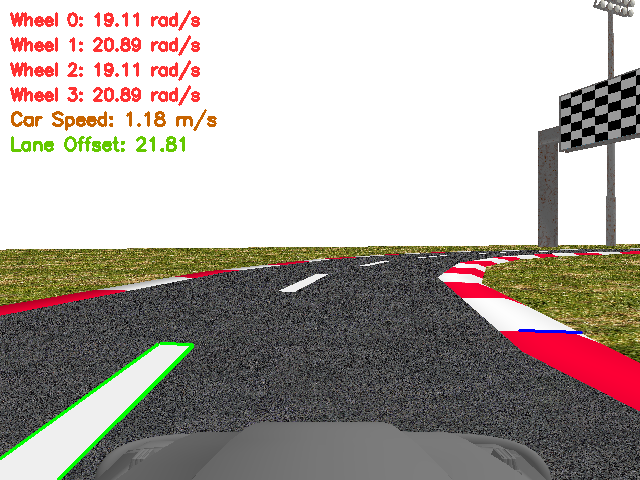 Wheel 0: 19.11 rad/s
Wheel 1: 20.89 rad/s
Wheel 2: 19.11 rad/s
Wheel 3: 20.89 rad/s
Car Speed: 1.18 m/s
Lane Offset: 21.81